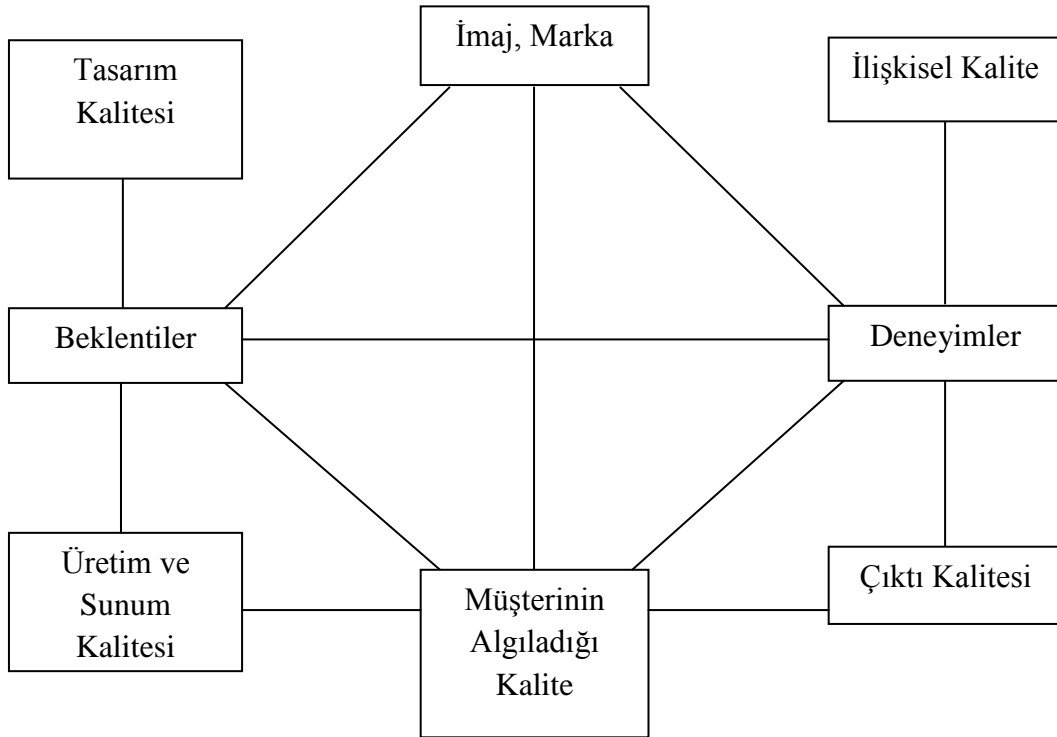 İmaj, Marka
Tasarım
Kalitesi
İlişkisel Kalite
Beklentiler
Deneyimler
Üretim ve
Sunum
Kalitesi
Müşterinin
Algıladığı
Kalite
Çıktı Kalitesi